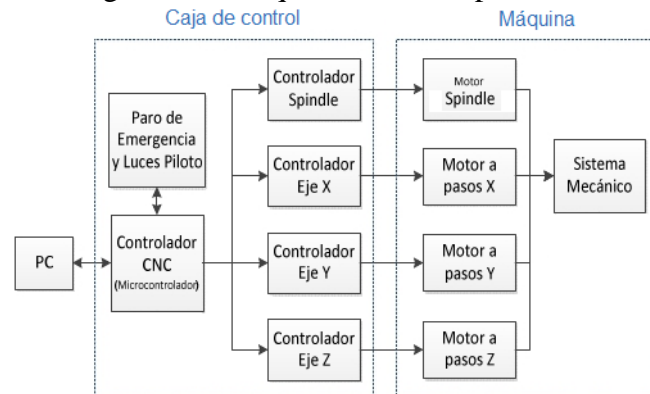 Caja de control
Máquina
Controlador
Spindle
Motor
Spindle
Paro de
Emergencia
y Luces Piloto
Controlador
Eje X
Motor a
pasos X
Sistema
Mecánico
PC
Controlador
CNC
(Microcontrolador)
Controlador
Eje Y
Motor a
pasos Y
Controlador
Eje Z
Motor a
pasos Z